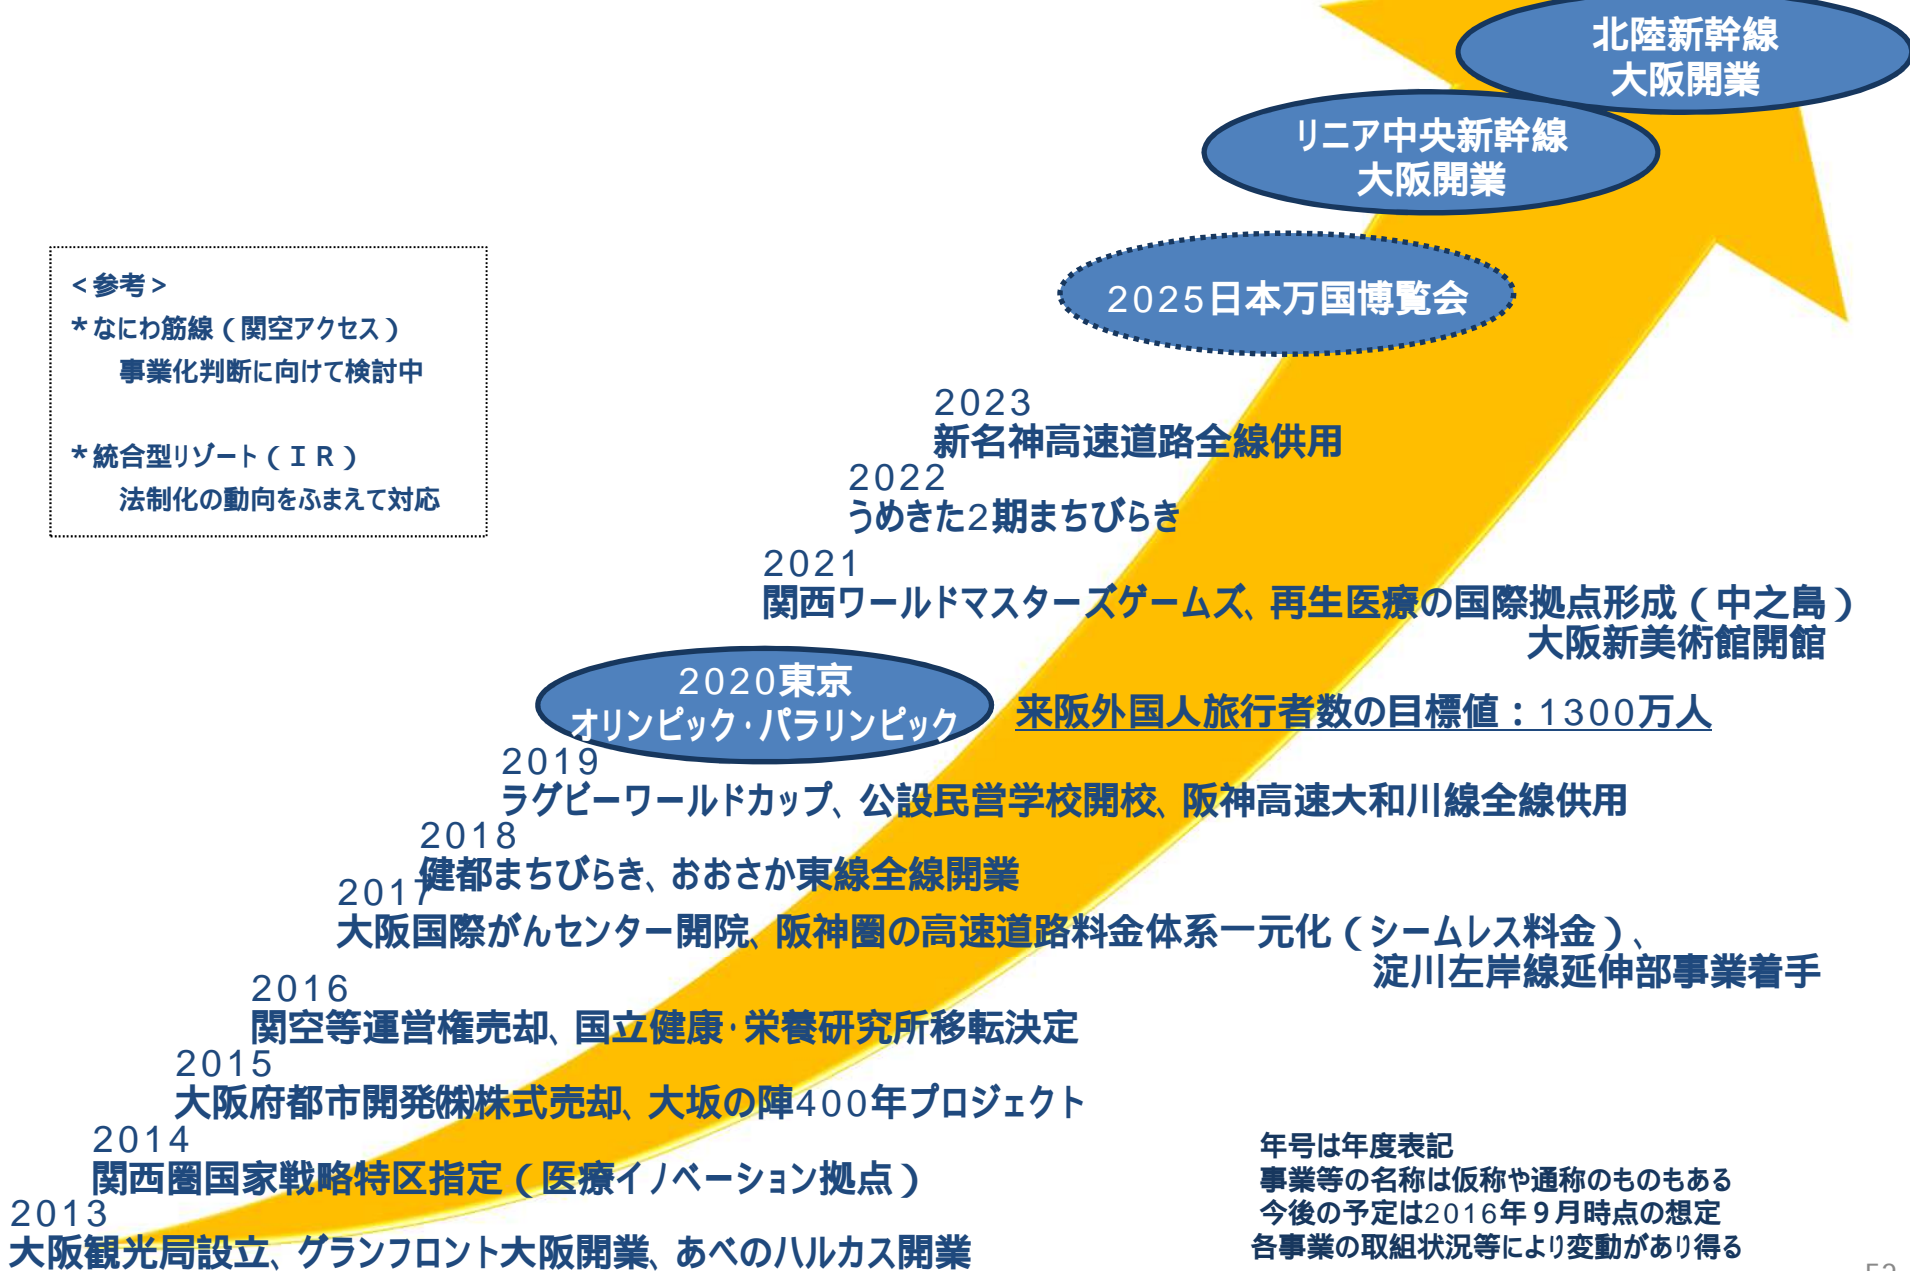 北陸新幹線
大阪開業
リニア中央新幹線
大阪開業
2025日本万国博覧会
<参考>
*なにわ筋線（関空アクセス）
事業化判断に向けて検討中
*統合型リゾート（ＩＲ）
法制化の動向をふまえて対応
2023
新名神高速道路全線供用
2022
うめきた2期まちびらき
2021
関西ワールドマスターズゲームズ、再生医療の国際拠点形成（中之島）
大阪新美術館開館
2020東京
オリンピック・パラリンピック
来阪外国人旅行者数の目標値：1300万人
2019
ラグビーワールドカップ、公設民営学校開校、阪神高速大和川線全線供用
2018
健都まちびらき、おおさか東線全線開業
2017
大阪国際がんセンター開院、阪神圏の高速道路料金体系一元化（シームレス料金）、
淀川左岸線延伸部事業着手
2016
関空等運営権売却、国立健康・栄養研究所移転決定
2015
大阪府都市開発㈱株式売却、大坂の陣400年プロジェクト
2014
関西圏国家戦略特区指定（医療イノベーション拠点）
2013
大阪観光局設立、グランフロント大阪開業、あべのハルカス開業
年号は年度表記
事業等の名称は仮称や通称のものもある
今後の予定は2016年９月時点の想定
各事業の取組状況等により変動があり得る